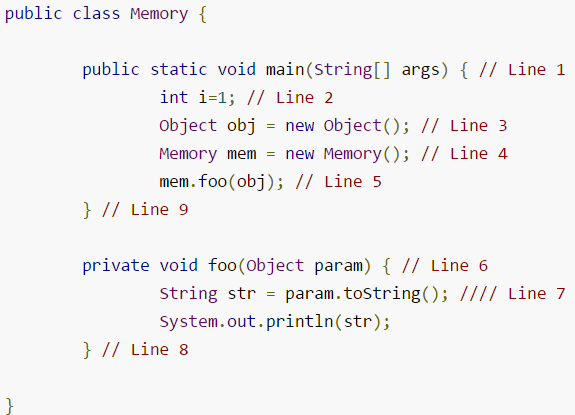 public class Memory {
public static void main(String[] args) { // Line 1
int i=1; // Line 2
Object obj = new Object(); // Line 3
Memory mem = new Memory(); // Line 4
mem.foo(obj); // Line 5
} // Line 9
private void foo(Object param) { // Line 6
String str = param.toString(); //// Line 7
System.out.println(str);
} // Line 8
}